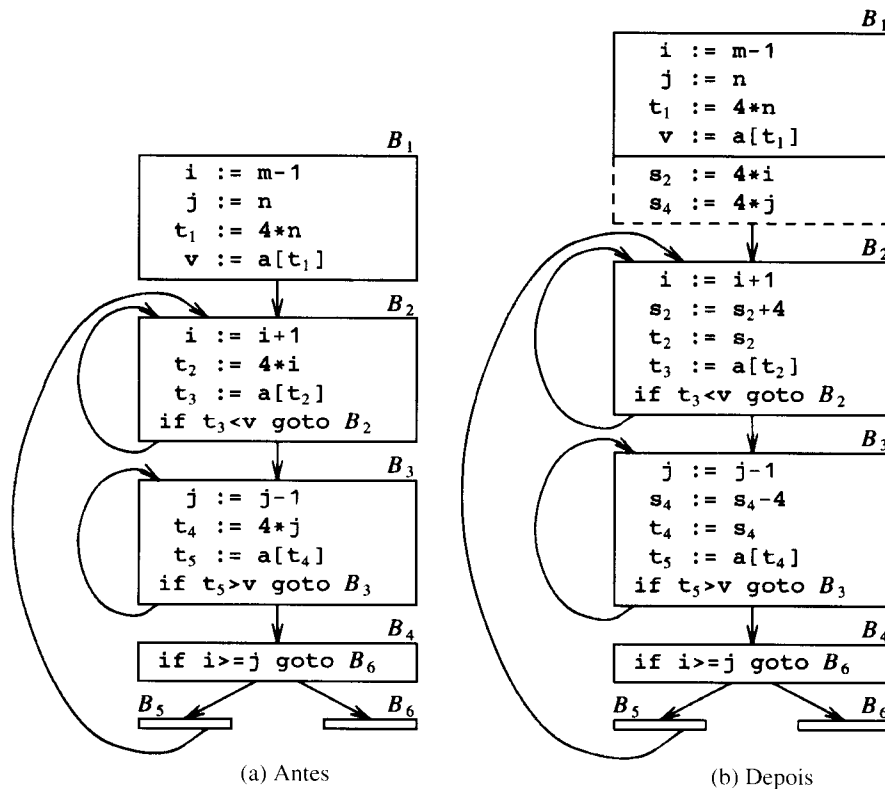 B₁
i := m-1
j := n
t₁ := 4*n
v := a[t₁]
B₂
i := i+1
t₂ := 4*i
t₃ := a[t₂]
if t₃<v goto B₂
B₃
j := j-1
t₄ := 4*j
t₅ := a[t₄]
if t₅>v goto B₃
B₄
if i>=j goto B₆
B₅
B₆
(a) Antes
B₁
i := m-1
j := n
t₁ := 4*n
v := a[t₁]
s₂ := 4*i
s₄ := 4*j
B₂
i := i+1
s₂ := s₂+4
t₂ := s₂
t₃ := a[t₂]
if t₃<v goto B₂
B₃
j := j-1
s₄ := s₄-4
t₄ := s₄
t₅ := a[t₄]
if t₅>v goto B₃
B₄
if i>=j goto B₆
B₅
B₆
(b) Depois